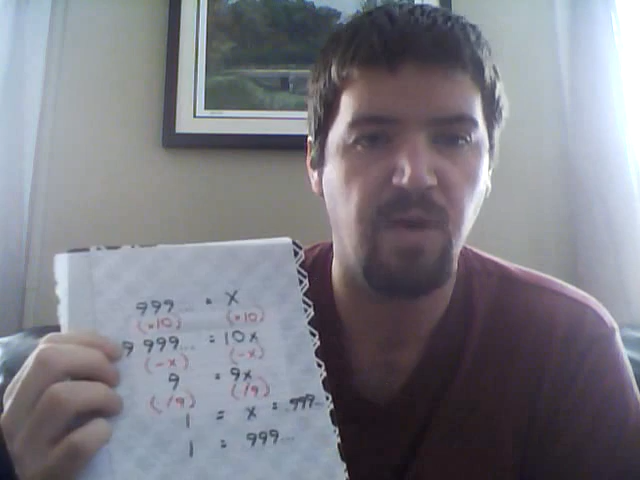 .999... = x
(×10) (×10)
9.999... = 10x
(-x) (-x)
9 = 9x
(/9) (/9)
1 = x = .999...
1 = .999...